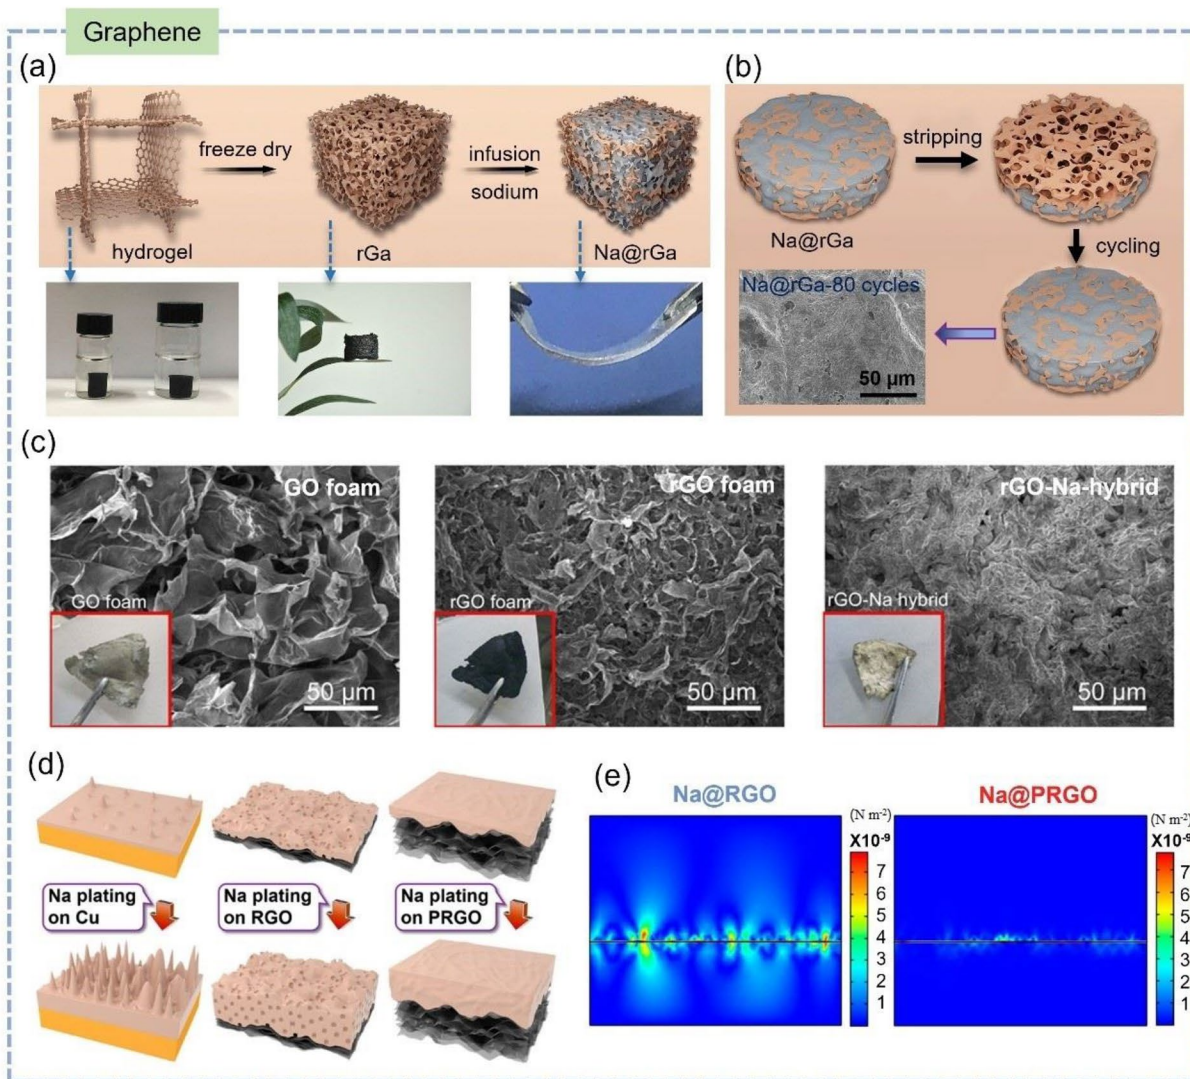 Graphene
(a)
freeze dry
infusion
sodium
hydrogel
rGa
Na@rGa
(b)
stripping
Na@rGa
cycling
Na@rGa-80 cycles
50 µm
(c)
GO foam
GO foam
50 µm
rGO foam
rGO foam
50 µm
rGO-Na-hybrid
rGO-Na hybrid
50 µm
(d)
Na plating
on Cu
Na plating
on RGO
Na plating
on PRGO
(e)
Na@RGO
(N m⁻²)
X10⁻⁹
7
6
5
4
3
2
1
Na@PRGO
(N m⁻²)
X10⁻⁹
7
6
5
4
3
2
1